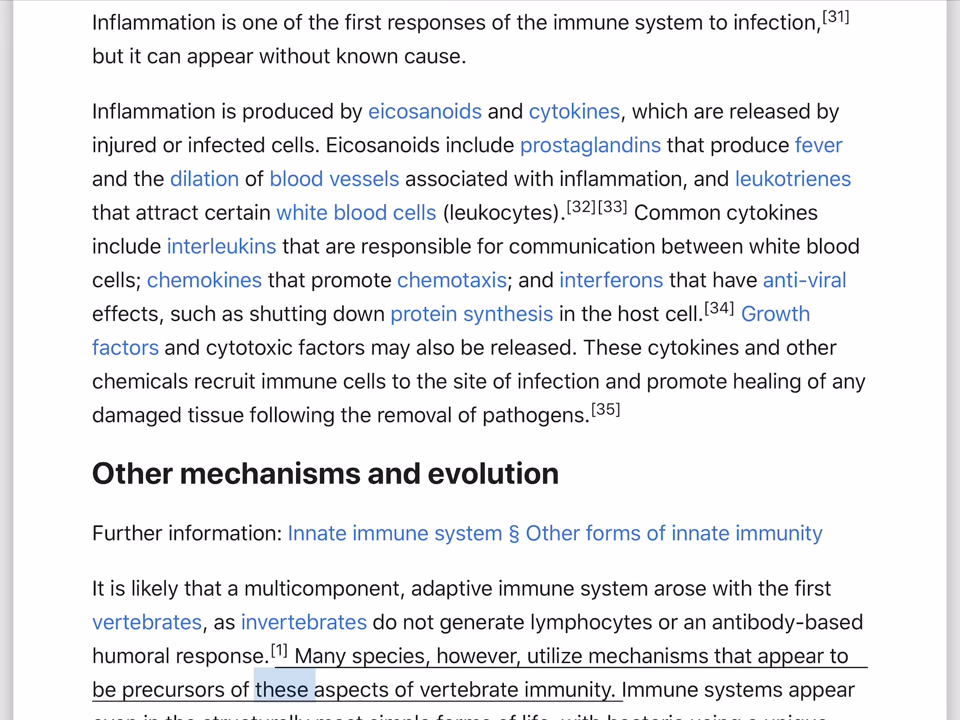 Inflammation is one of the first responses of the immune system to infection,[31]
but it can appear without known cause.
Inflammation is produced by eicosanoids and cytokines, which are released by
injured or infected cells. Eicosanoids include prostaglandins that produce fever
and the dilation of blood vessels associated with inflammation, and leukotrienes
that attract certain white blood cells (leukocytes).[32][33] Common cytokines
include interleukins that are responsible for communication between white blood
cells; chemokines that promote chemotaxis; and interferons that have anti-viral
effects, such as shutting down protein synthesis in the host cell.[34] Growth
factors and cytotoxic factors may also be released. These cytokines and other
chemicals recruit immune cells to the site of infection and promote healing of any
damaged tissue following the removal of pathogens.[35]
Other mechanisms and evolution
Further information: Innate immune system § Other forms of innate immunity
It is likely that a multicomponent, adaptive immune system arose with the first
vertebrates, as invertebrates do not generate lymphocytes or an antibody-based
humoral response.[1] Many species, however, utilize mechanisms that appear to
be precursors of these aspects of vertebrate immunity. Immune systems appear